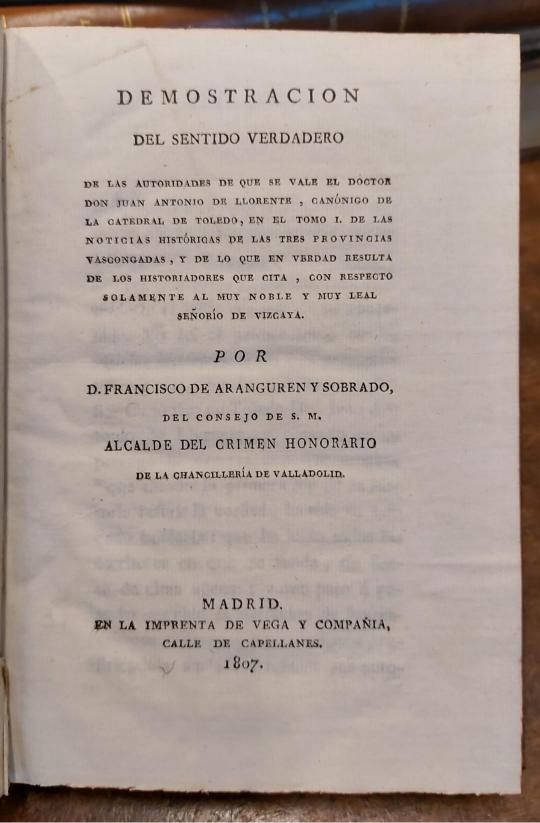 DEMOSTRACION
DEL SENTIDO VERDADERO
DE LAS AUTORIDADES DE QUE SE VALE EL DOCTOR
DON JUAN ANTONIO DE LLORENTE , CANÓNIGO DE
LA CATEDRAL DE TOLEDO, EN EL TOMO I. DE LAS
NOTICIAS HISTÓRICAS DE LAS TRES PROVINCIAS
VASCONGADAS , Y DE LO QUE EN VERDAD RESULTA
DE LOS HISTORIADORES QUE CITA , CON RESPECTO
SOLAMENTE AL MUY NOBLE Y MUY LEAL
SEÑORÍO DE VIZCAYA.
POR
D. FRANCISCO DE ARANGUREN Y SOBRADO,
DEL CONSEJO DE S. M.
ALCALDE DEL CRIMEN HONORARIO
DE LA CHANCILLERÍA DE VALLADOLID.
MADRID.
EN LA IMPRENTA DE VEGA Y COMPAÑIA,
CALLE DE CAPELLANES.
1807.